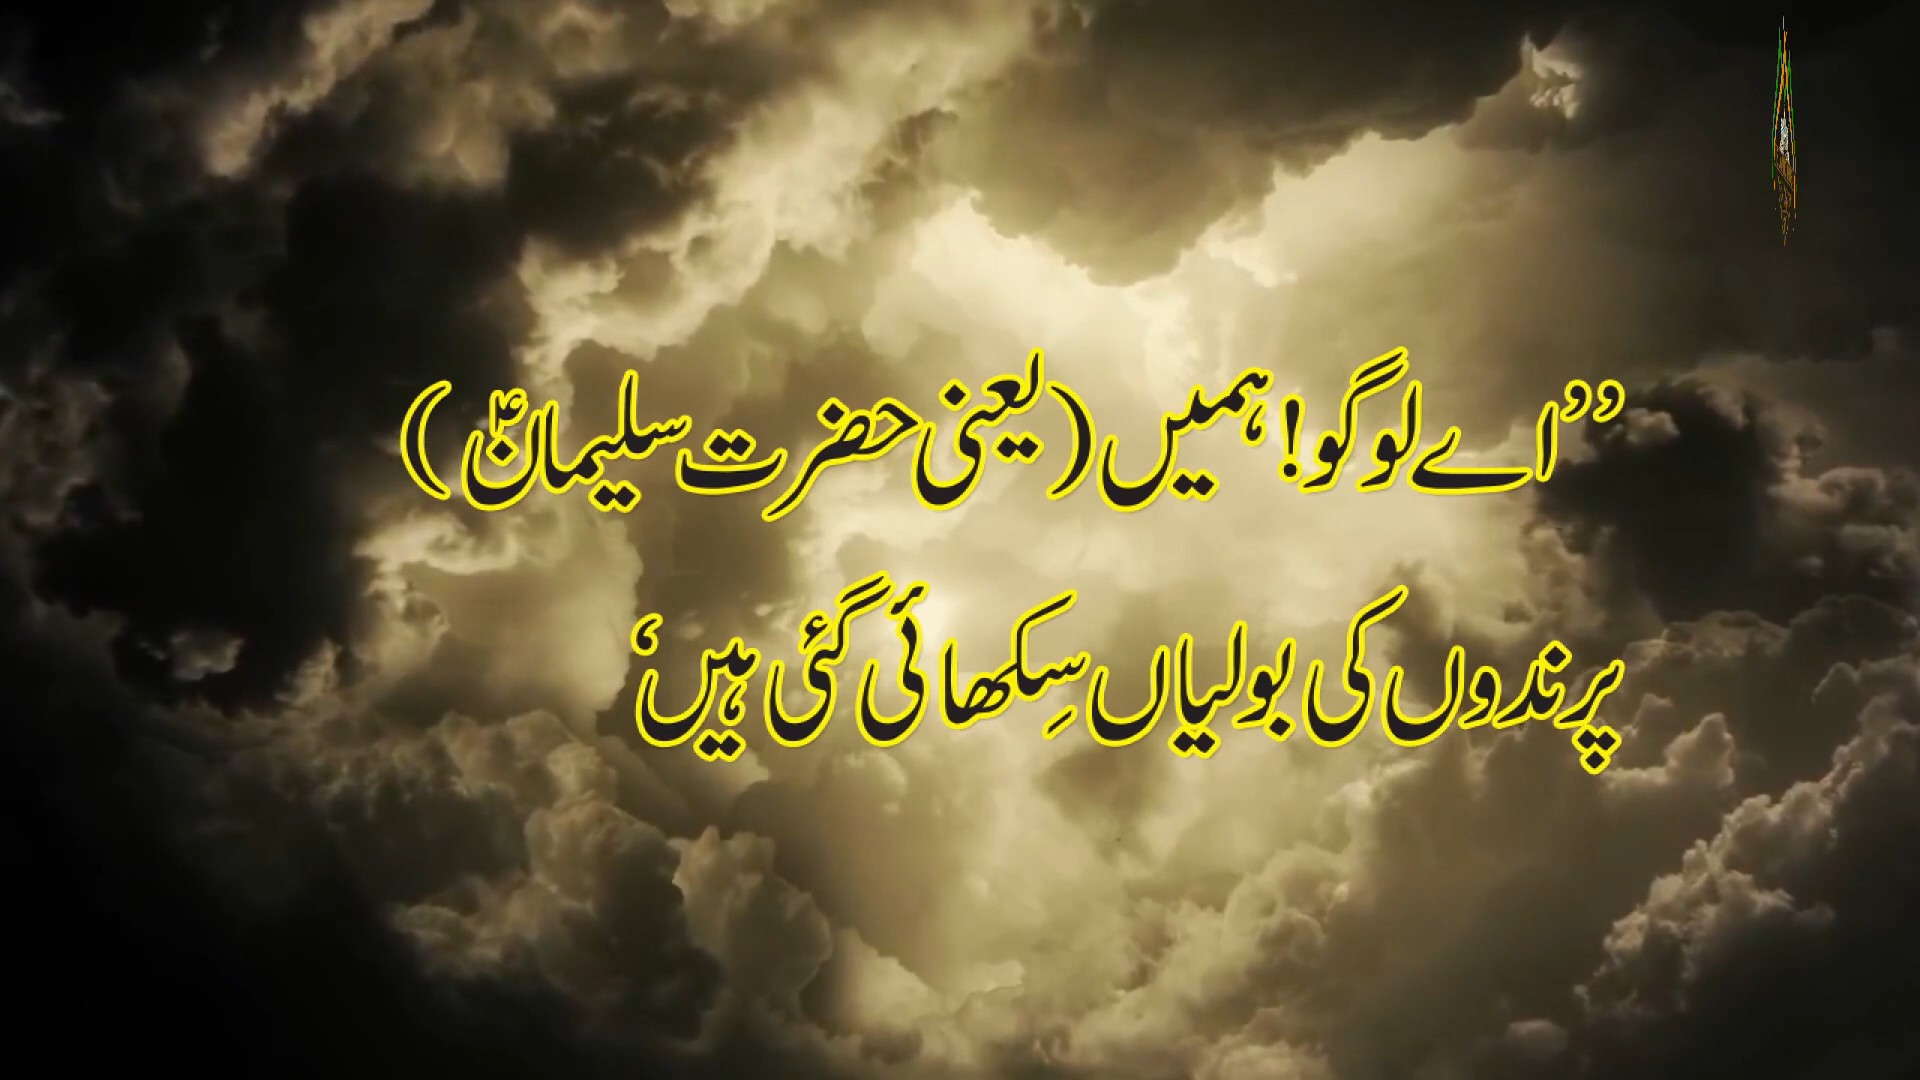 ’’اے لوگو! ہمیں (یعنی حضرت سلیمانؑ)
پرندوں کی بولیاں سِکھائی گئی ہیں‘